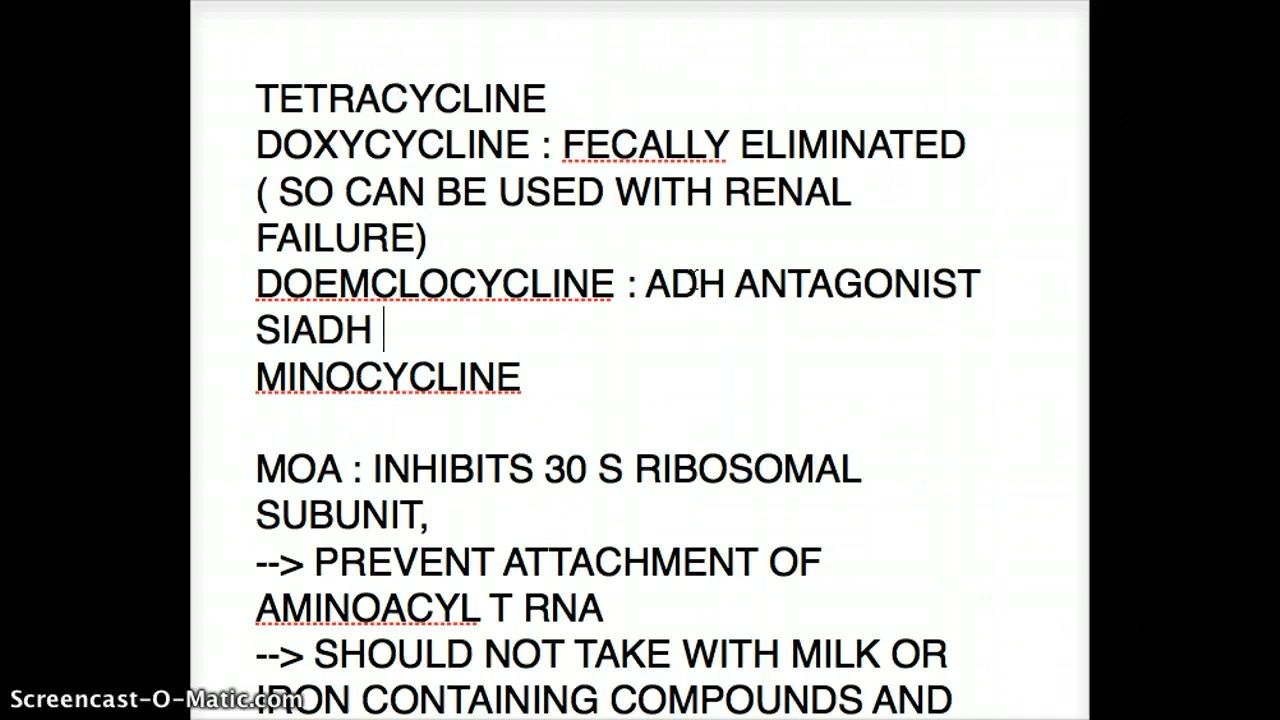 TETRACYCLINE
DOXYCYCLINE : FECALLY ELIMINATED
( SO CAN BE USED WITH RENAL
FAILURE)
DOEMCLOCYCLINE : ADH ANTAGONIST
SIADH
MINOCYCLINE
MOA : INHIBITS 30 S RIBOSOMAL
SUBUNIT,
--> PREVENT ATTACHMENT OF
AMINOACYL T RNA
--> SHOULD NOT TAKE WITH MILK OR
IRON CONTAINING COMPOUNDS AND
Screencast-O-Matic.com